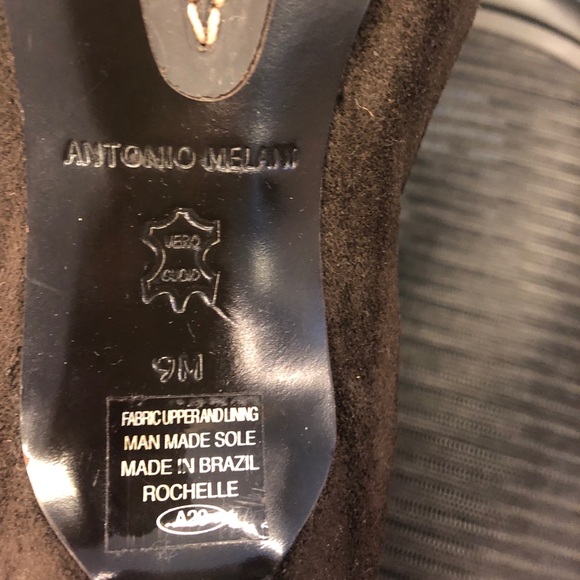 ANTONIO MELANI
VERO
CUOIO
9M
FABRIC UPPER AND LINING
MAN MADE SOLE
MADE IN BRAZIL
ROCHELLE